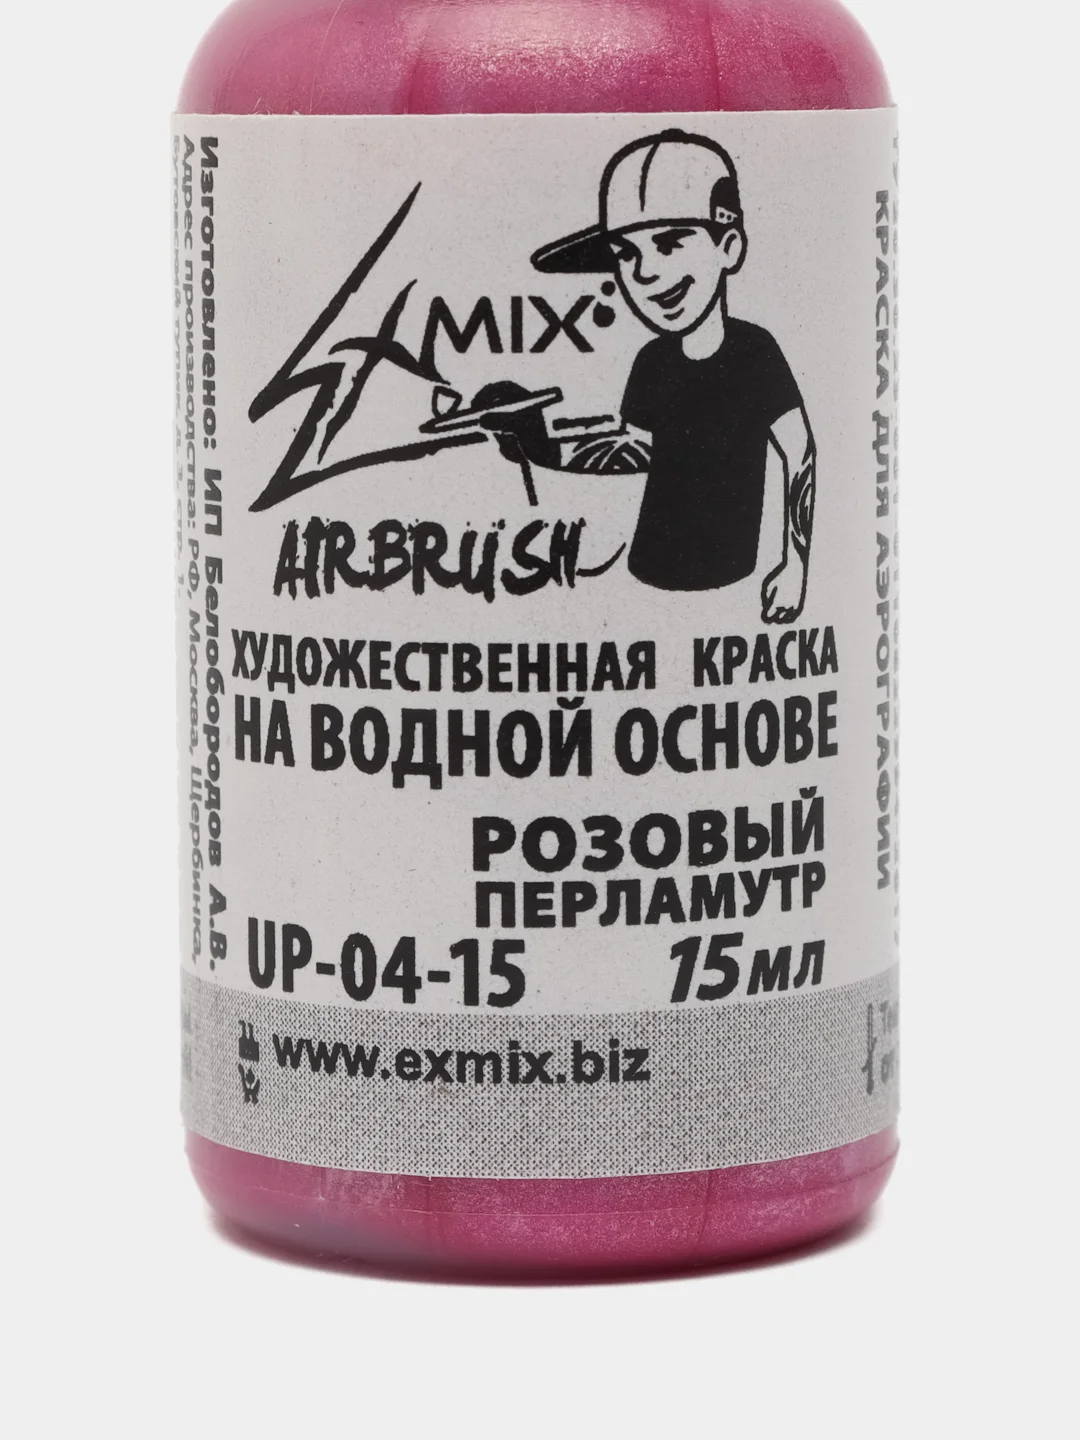 EXMIX
AIRBRUSH
ХУДОЖЕСТВЕННАЯ КРАСКА
НА ВОДНОЙ ОСНОВЕ
РОЗОВЫЙ
ПЕРЛАМУТР
UP-04-15 15мл
www.exmix.biz
Изготовлено: ИП Белобородов А.В.
Адрес производства: РФ, Москва, Щербинка,
КРАСКА ДЛЯ АЭРОГРАФИИ